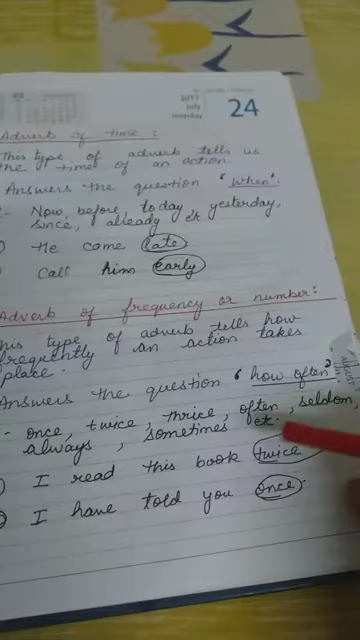 2017
july
monday
24
Adverb of time :
This type of adverb tells us
the time of an action.
Answers the question "When".
- Now, before, today, yesterday,
since, already etc
He came late
Call him early
Adverb of frequency or number:
his type of adverb tells how
frequently an action takes
place.
Answers the question "how often".
- once, twice, thrice, often, seldom,
always, sometimes etc.
I read this book twice
I have told you once.